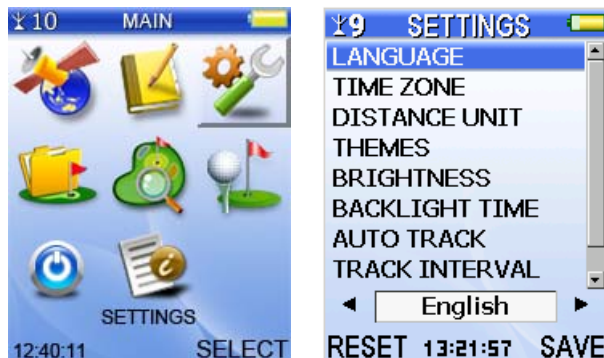 10 MAIN
SETTINGS
12:40:11 SELECT
9 SETTINGS
LANGUAGE
TIME ZONE
DISTANCE UNIT
THEMES
BRIGHTNESS
BACKLIGHT TIME
AUTO TRACK
TRACK INTERVAL
English
RESET 13:21:57 SAVE